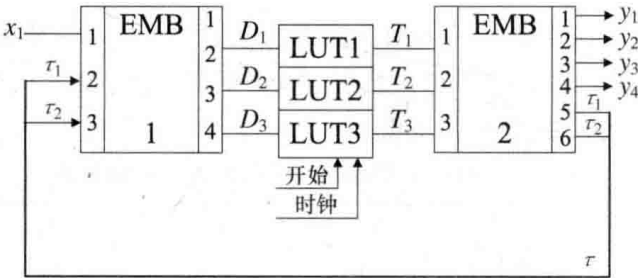 x₁ 1 EMB 1 D₁ LUT1 T₁ EMB 1 y₁
τ₁ 2 2 D₂ LUT2 T₂ 1 2 y₂
τ₂ 3 3 D₃ LUT3 T₃ 2 3 y₃
1 4 3 4 y₄
2 5 τ₁
6 τ₂
开始
时钟
τ